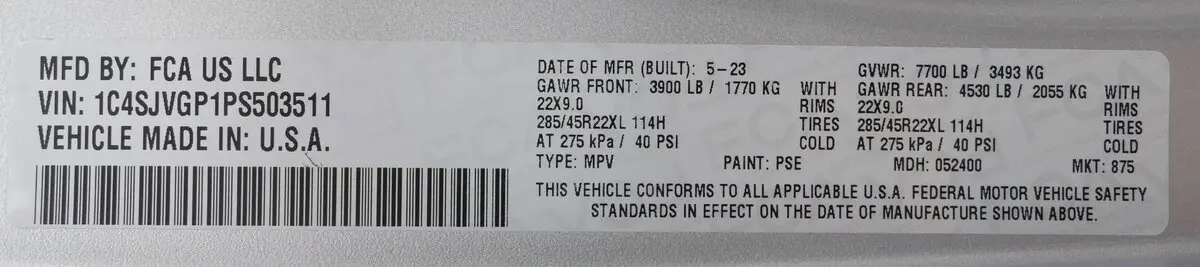 MFD BY: FCA US LLC
VIN: 1C4SJVGP1PS503511
VEHICLE MADE IN: U.S.A.
DATE OF MFR (BUILT): 5-23 GVWR: 7700 LB / 3493 KG
GAWR FRONT: 3900 LB / 1770 KG WITH GAWR REAR: 4530 LB / 2055 KG WITH
22X9.0 RIMS 22X9.0 RIMS
285/45R22XL 114H TIRES 285/45R22XL 114H TIRES
AT 275 kPa / 40 PSI COLD AT 275 kPa / 40 PSI COLD
TYPE: MPV PAINT: PSE MDH: 052400 MKT: 875
THIS VEHICLE CONFORMS TO ALL APPLICABLE U.S.A. FEDERAL MOTOR VEHICLE SAFETY
STANDARDS IN EFFECT ON THE DATE OF MANUFACTURE SHOWN ABOVE.